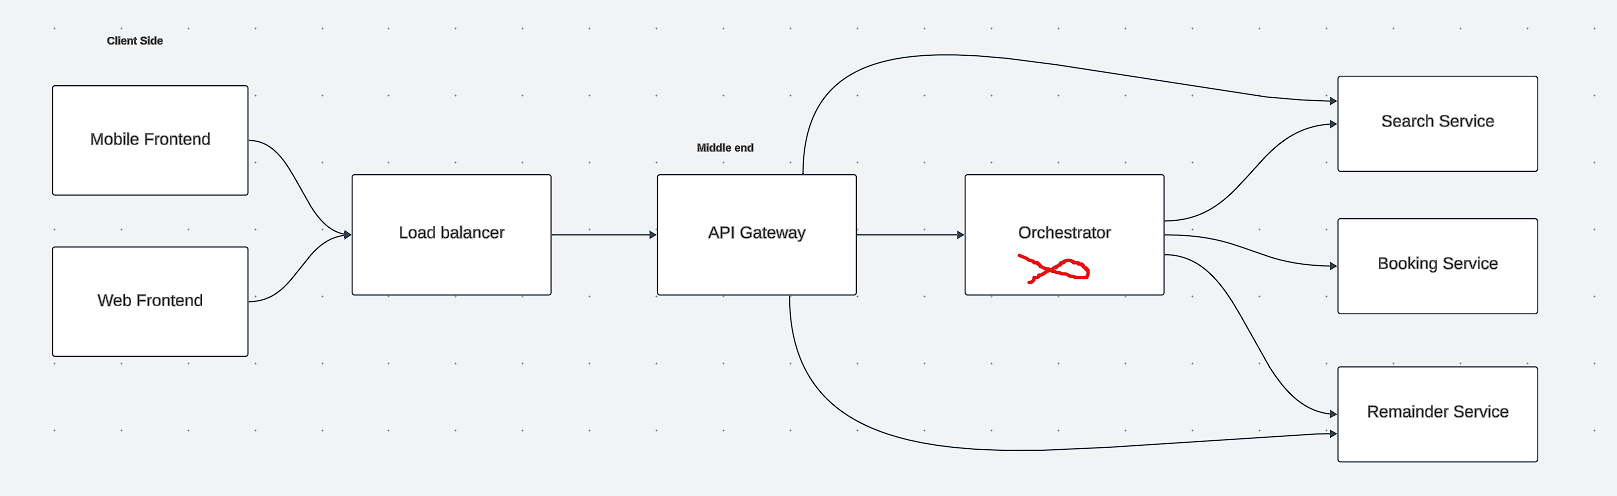 Client Side
Mobile Frontend
Web Frontend
Load balancer
Middle end
API Gateway
Orchestrator
Search Service
Booking Service
Remainder Service